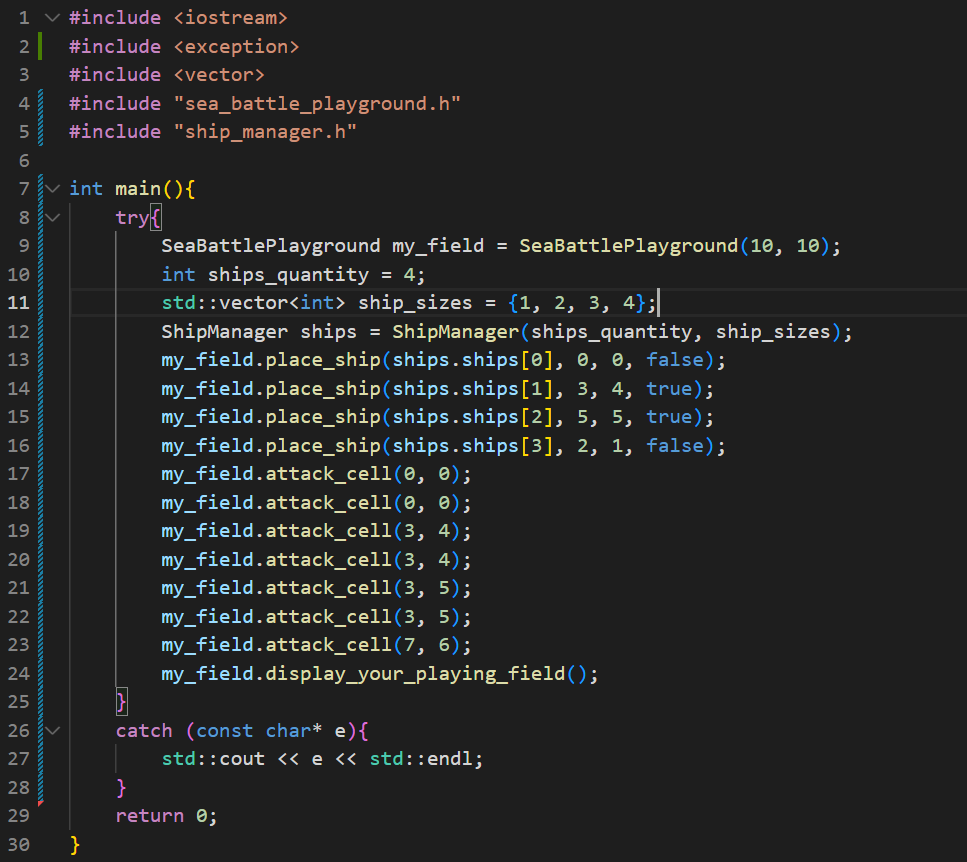 1 #include <iostream>
2 #include <exception>
3 #include <vector>
4 #include "sea_battle_playground.h"
5 #include "ship_manager.h"
6
7 int main(){
8     try{
9         SeaBattlePlayground my_field = SeaBattlePlayground(10, 10);
10         int ships_quantity = 4;
11         std::vector<int> ship_sizes = {1, 2, 3, 4};
12         ShipManager ships = ShipManager(ships_quantity, ship_sizes);
13         my_field.place_ship(ships.ships[0], 0, 0, false);
14         my_field.place_ship(ships.ships[1], 3, 4, true);
15         my_field.place_ship(ships.ships[2], 5, 5, true);
16         my_field.place_ship(ships.ships[3], 2, 1, false);
17         my_field.attack_cell(0, 0);
18         my_field.attack_cell(0, 0);
19         my_field.attack_cell(3, 4);
20         my_field.attack_cell(3, 4);
21         my_field.attack_cell(3, 5);
22         my_field.attack_cell(3, 5);
23         my_field.attack_cell(7, 6);
24         my_field.display_your_playing_field();
25     }
26     catch (const char* e){
27         std::cout << e << std::endl;
28     }
29     return 0;
30 }